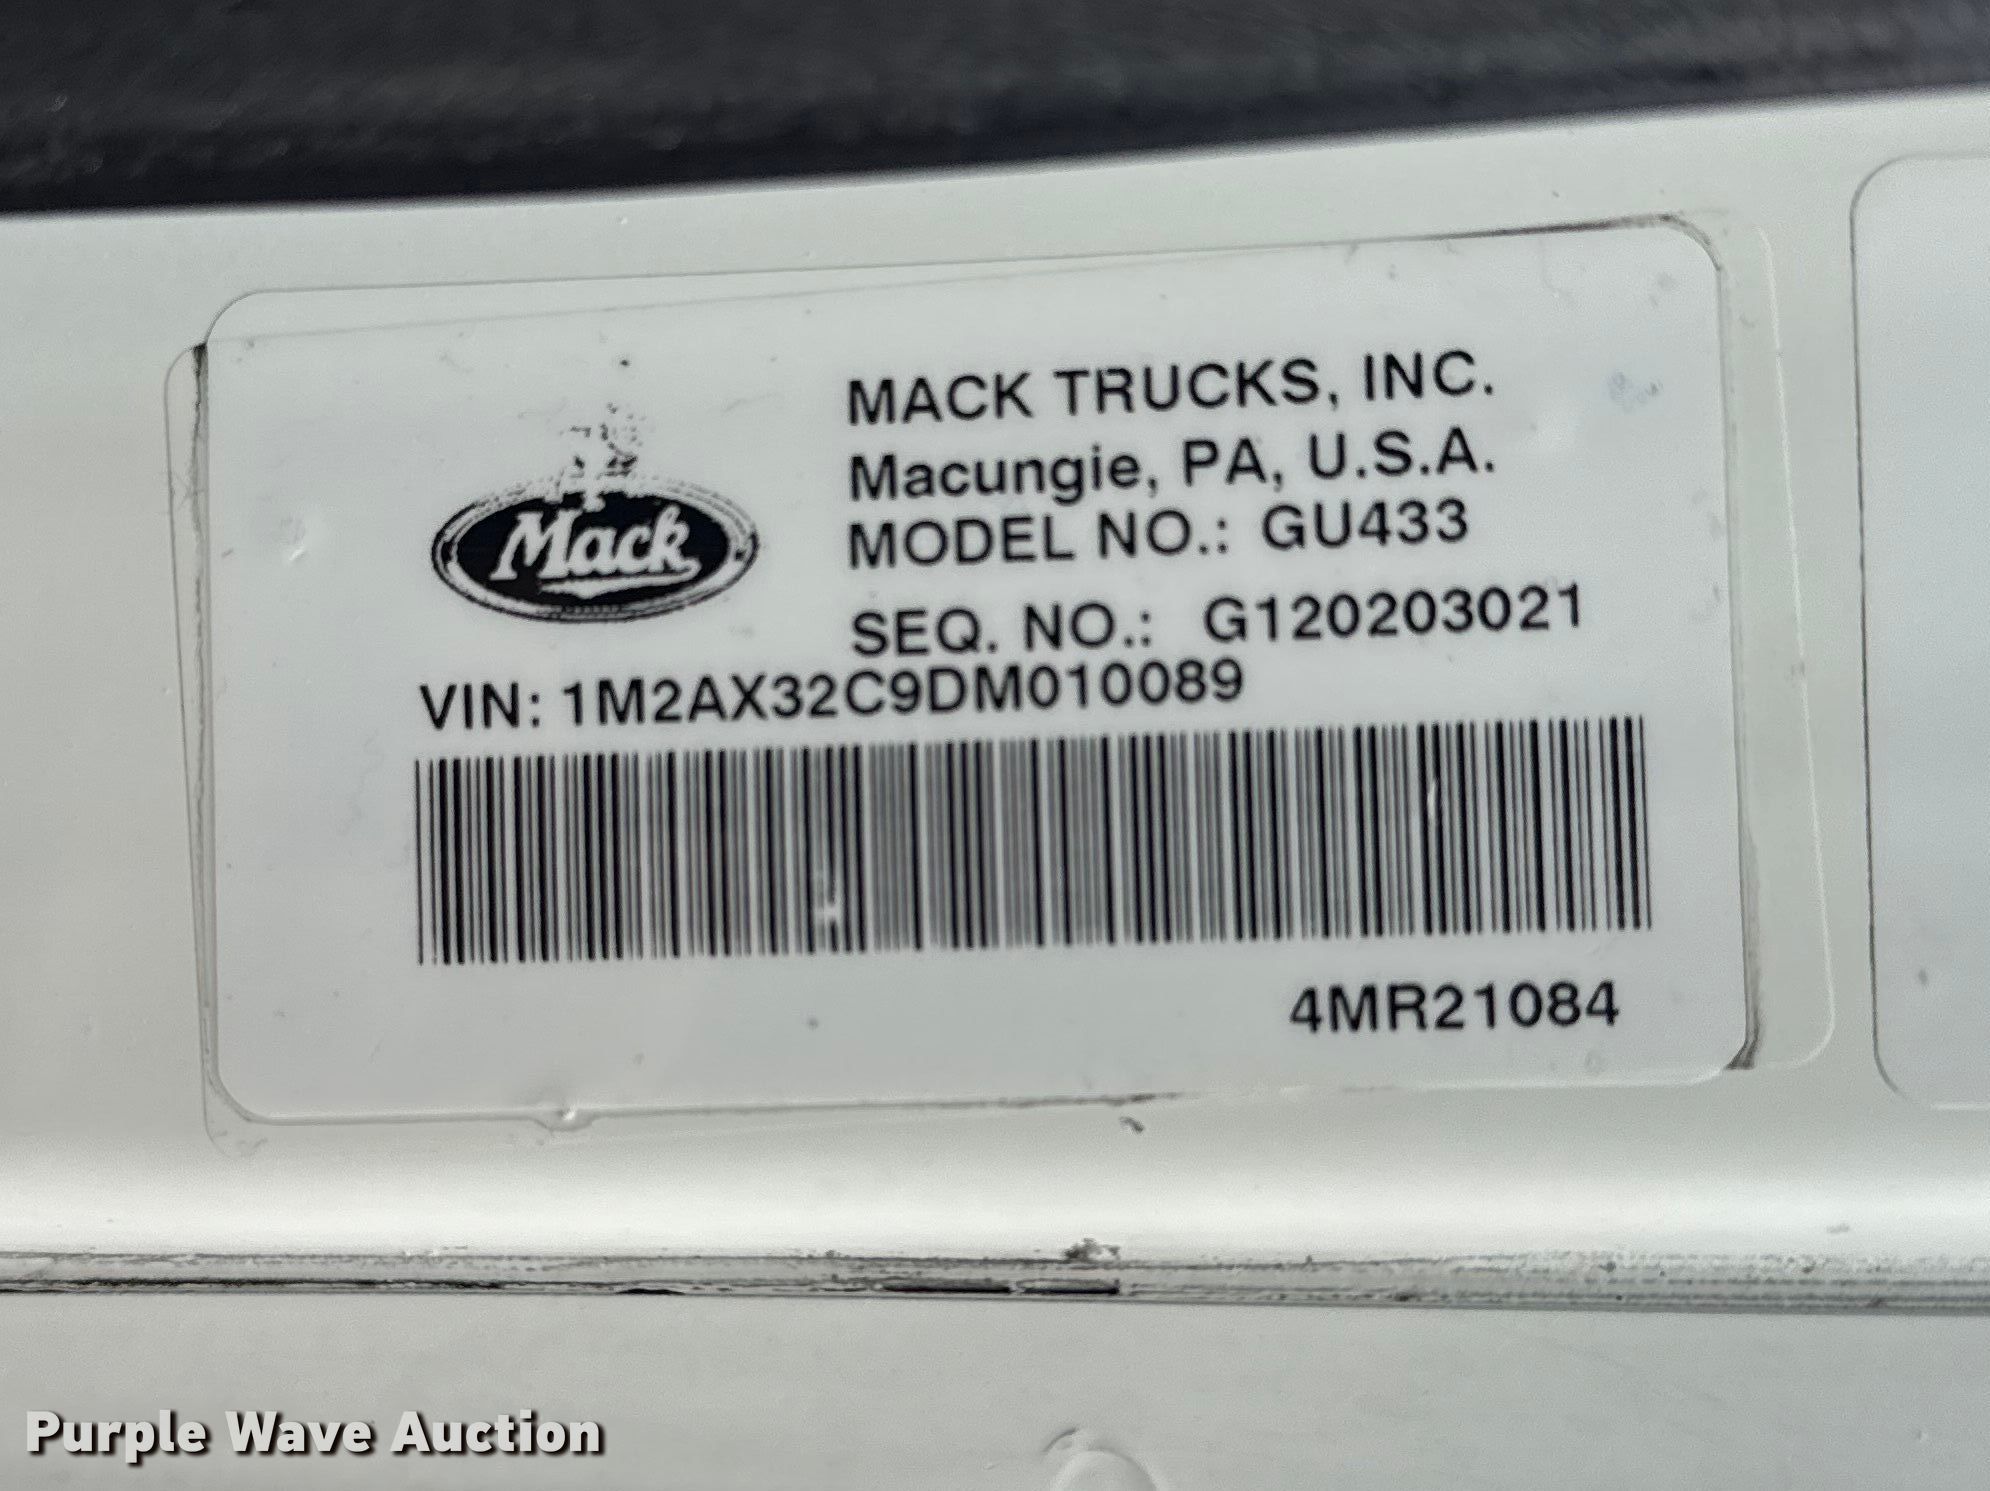 MACK TRUCKS, INC.
Macungie, PA, U.S.A.
Mack
MODEL NO.: GU433
SEQ. NO.: G120203021
VIN: 1M2AX32C9DM010089
4MR21084
Purple Wave Auction